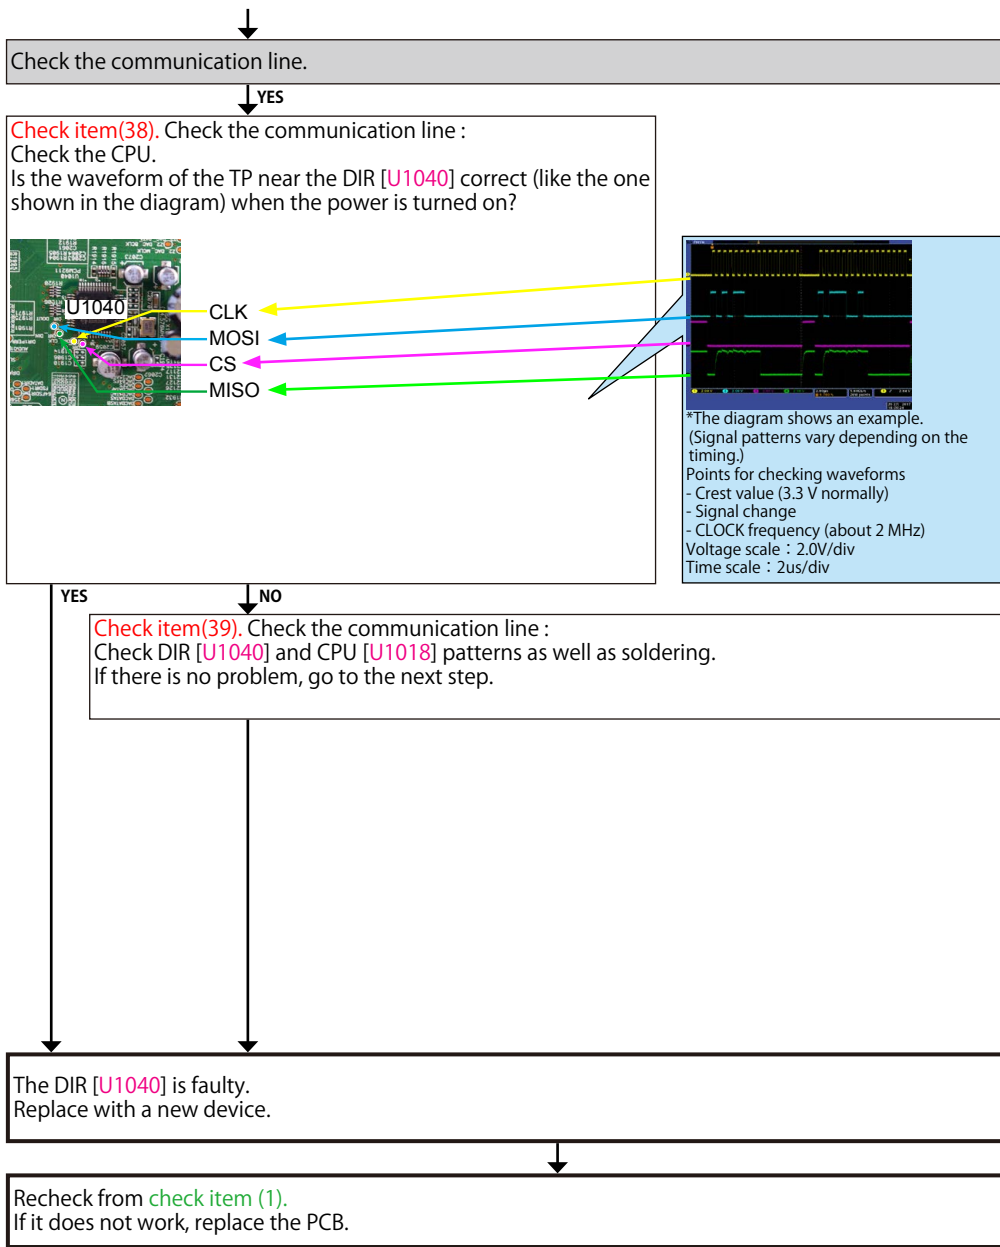 Check the communication line.
YES
Check item(38). Check the communication line :
Check the CPU.
Is the waveform of the TP near the DIR [U1040] correct (like the one
shown in the diagram) when the power is turned on?
U1040
CLK
MOSI
CS
MISO
*The diagram shows an example.
(Signal patterns vary depending on the
timing.)
Points for checking waveforms
- Crest value (3.3 V normally)
- Signal change
- CLOCK frequency (about 2 MHz)
Voltage scale：2.0V/div
Time scale：2us/div
YES
NO
Check item(39). Check the communication line :
Check DIR [U1040] and CPU [U1018] patterns as well as soldering.
If there is no problem, go to the next step.
The DIR [U1040] is faulty.
Replace with a new device.
Recheck from check item (1).
If it does not work, replace the PCB.